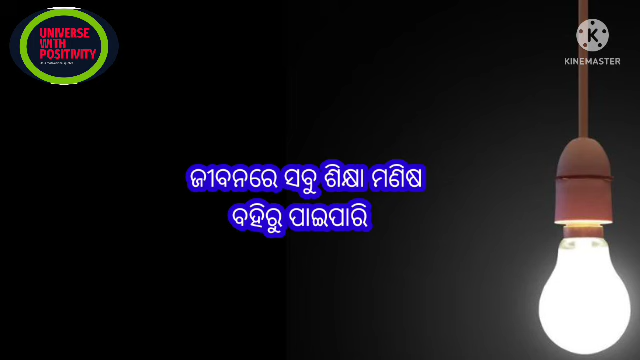 UNIVERSE
WITH
POSITIVITY
KINEMASTER
ଜୀବନରେ ସବୁ ଶିକ୍ଷା ମଣିଷ
ବହିରୁ ପାଇପାରି